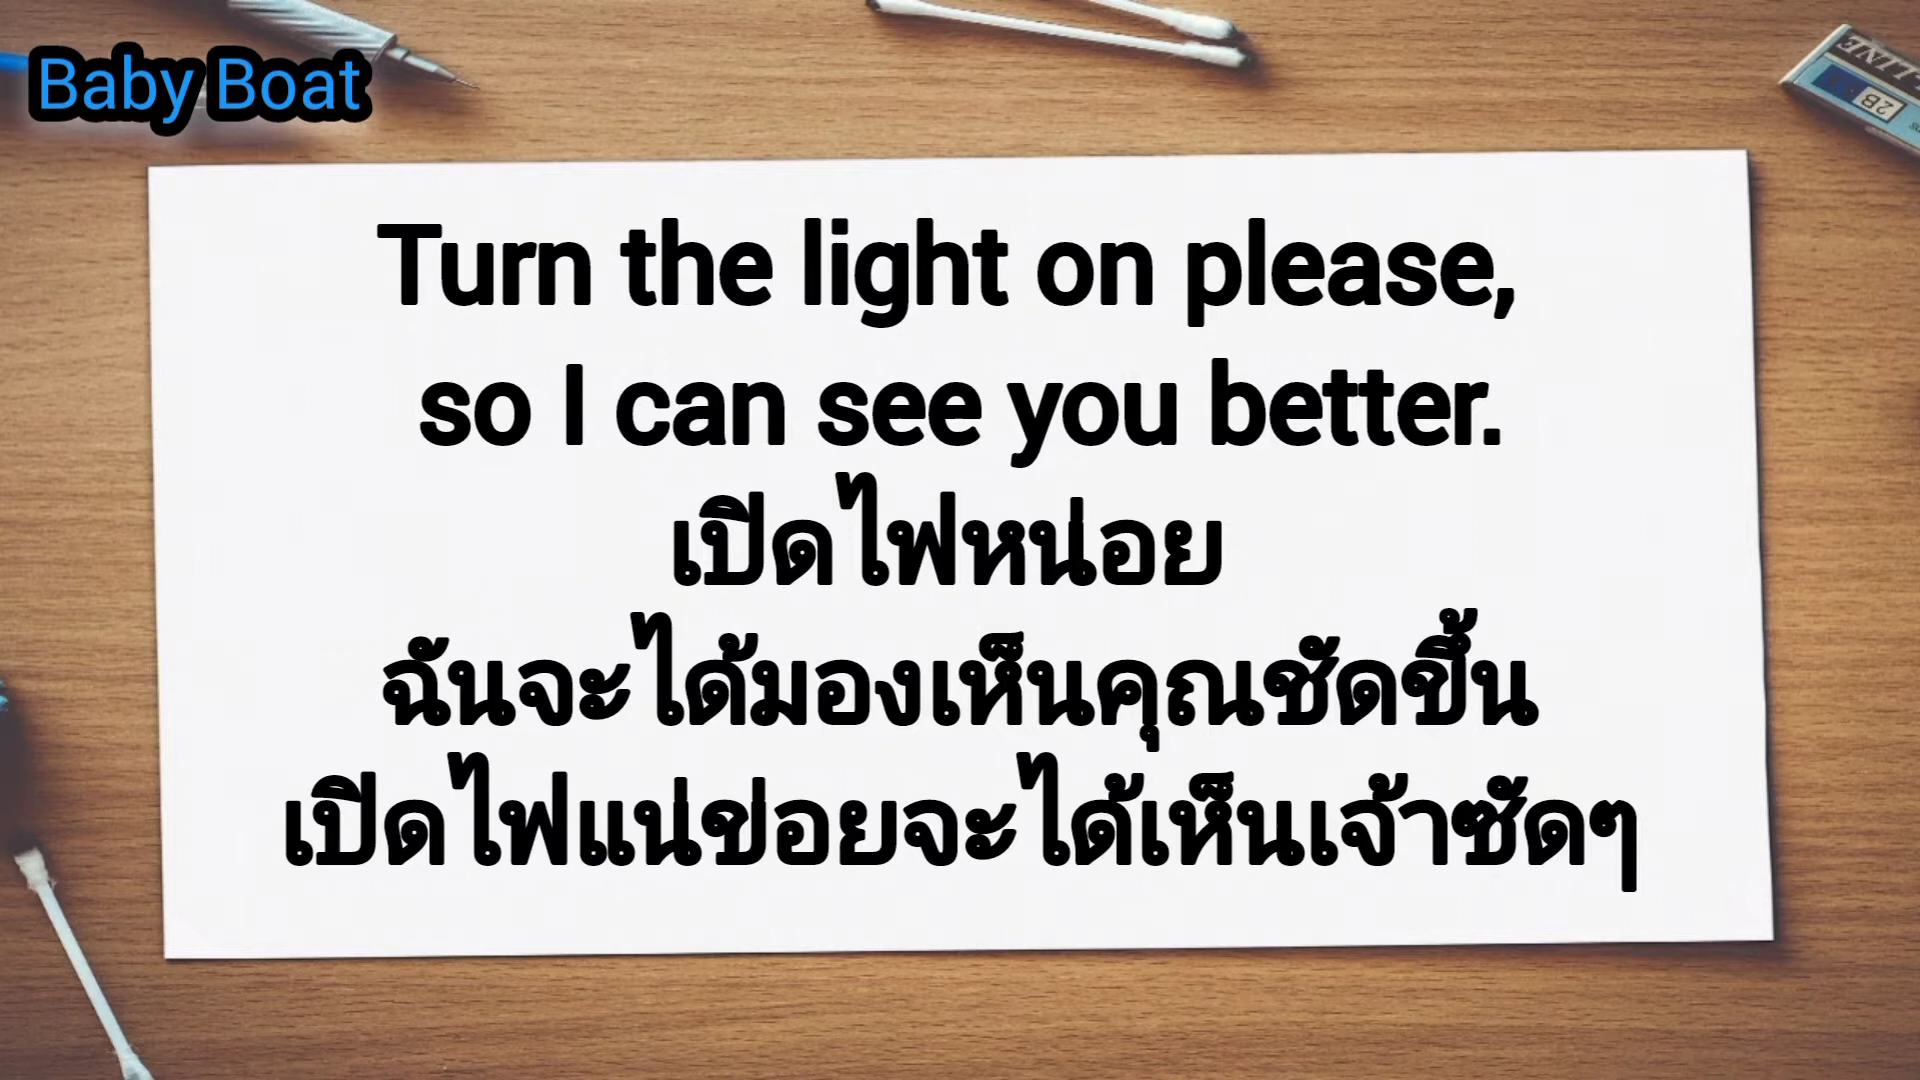 Baby Boat
Turn the light on please,
so I can see you better.
เปิดไฟหน่อย
ฉันจะได้มองเห็นคุณชัดขึ้น
เปิดไฟแน่ข่อยจะได้เห็นเจ้าซัดๆ
2B